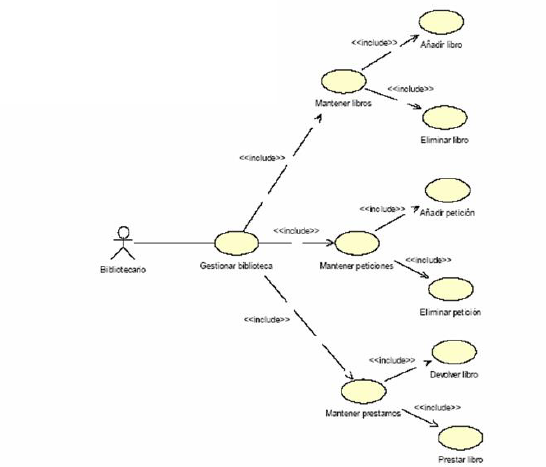 <<include>>
Añadir libro
<<include>>
Mantener libros
Eliminar libro
<<include>>
<<include>>
Añadir petición
<<include>>
<<include>>
Bibliotecario
Gestionar biblioteca
Mantener peticiones
Eliminar petición
<<include>>
<<include>>
Devolver libro
Mantener prestamos
<<include>>
Prestar libro